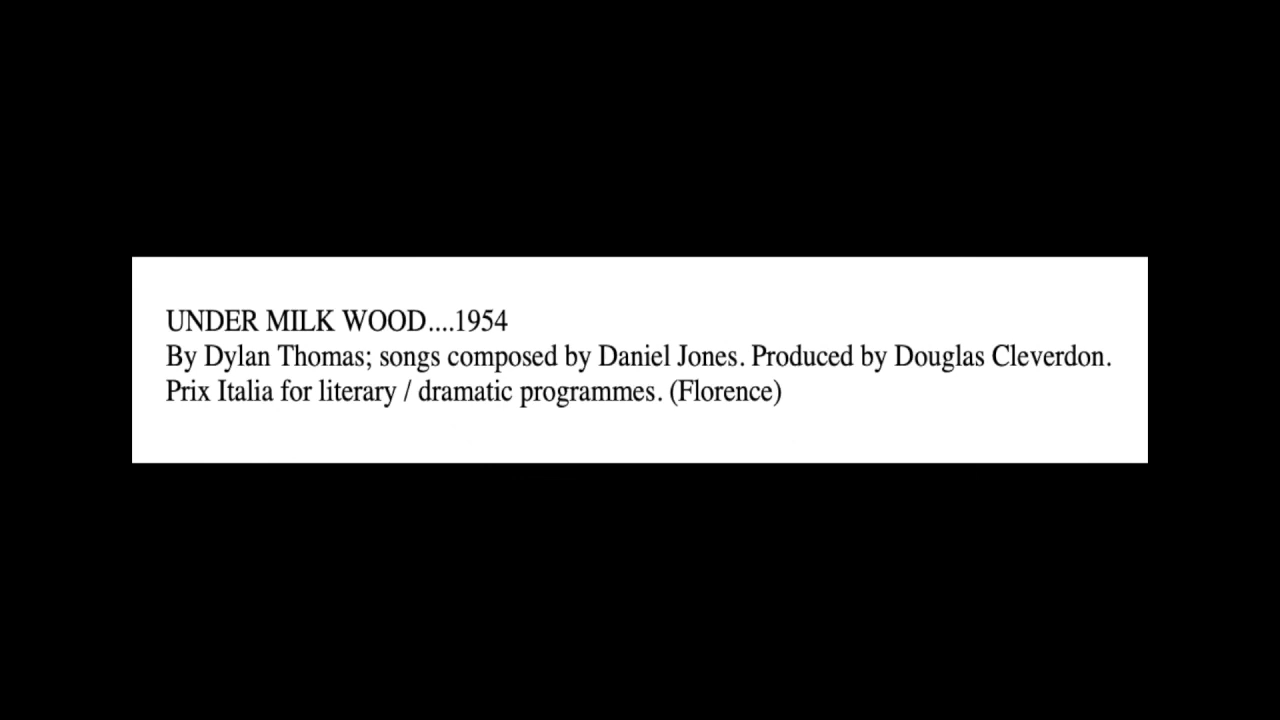 UNDER MILK WOOD....1954
By Dylan Thomas; songs composed by Daniel Jones. Produced by Douglas Cleverdon.
Prix Italia for literary / dramatic programmes. (Florence)